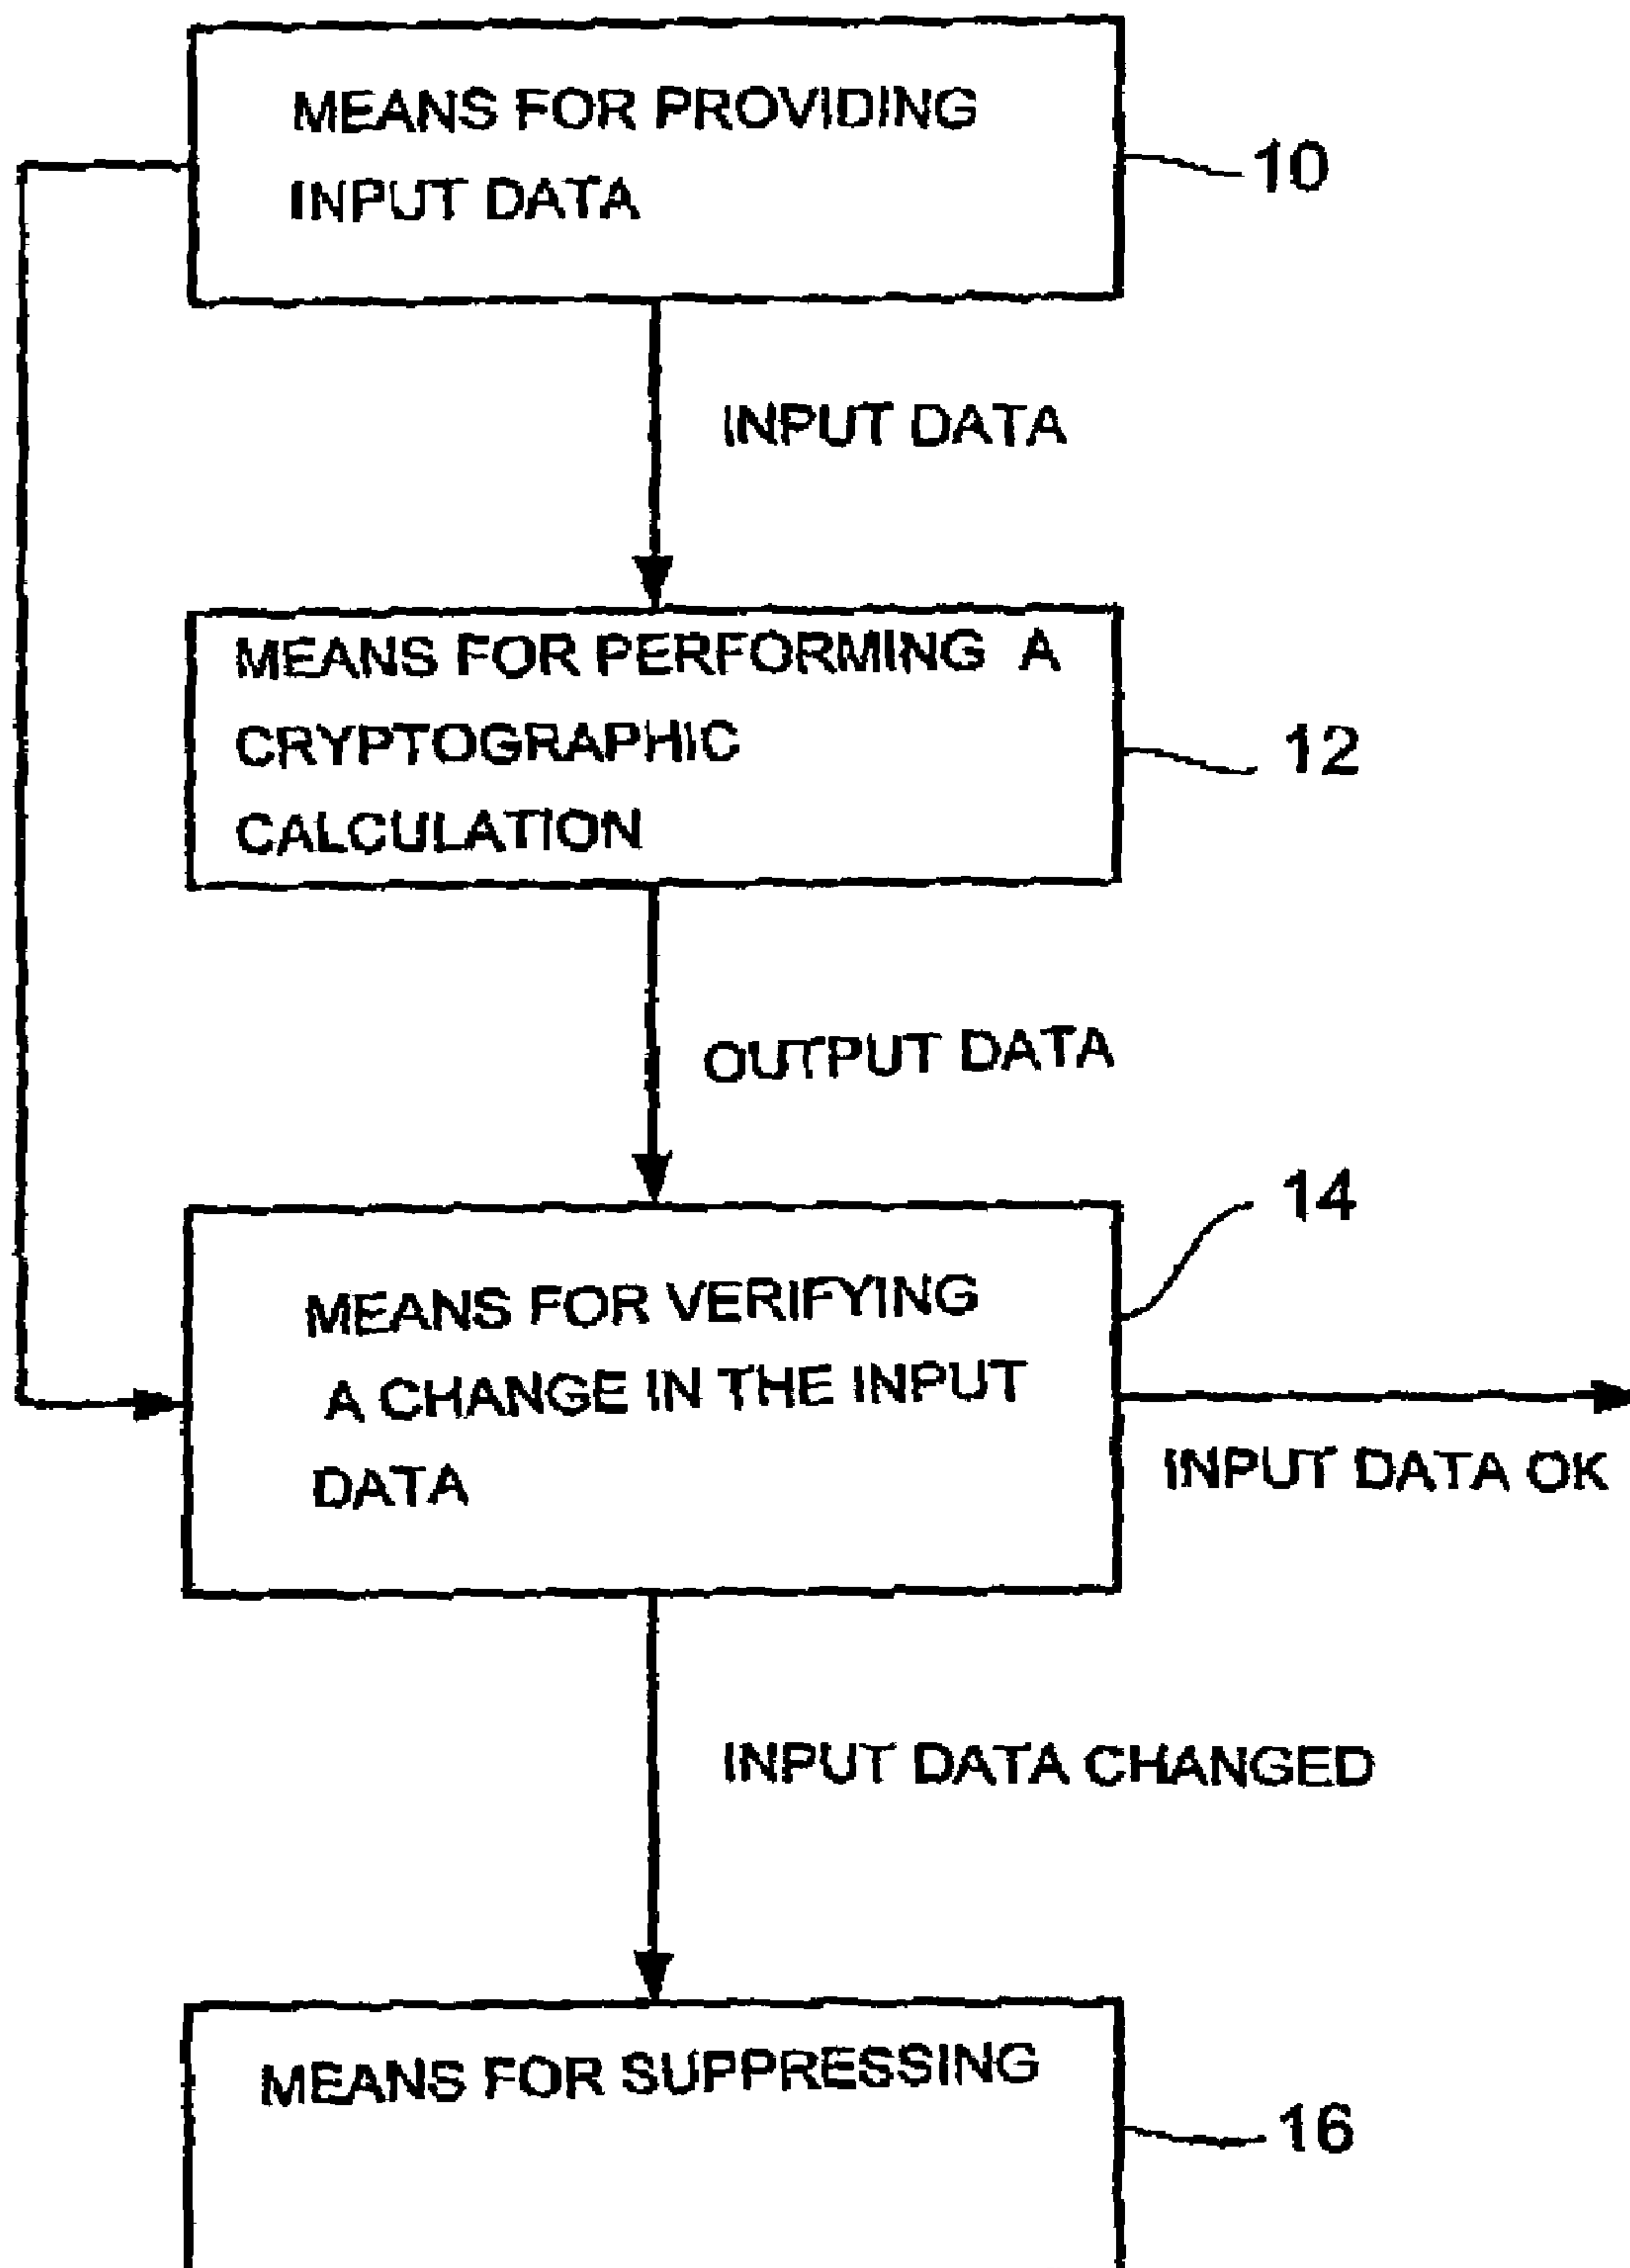 MEANS FOR PROVIDING
INPUT DATA
10
INPUT DATA
MEANS FOR PERFORMING A
CRYPTOGRAPHIC
CALCULATION
12
OUTPUT DATA
14
MEANS FOR VERIFYING
A CHANGE IN THE INPUT
DATA
INPUT DATA OK
INPUT DATA CHANGED
MEANS FOR SUPPRESSING
16